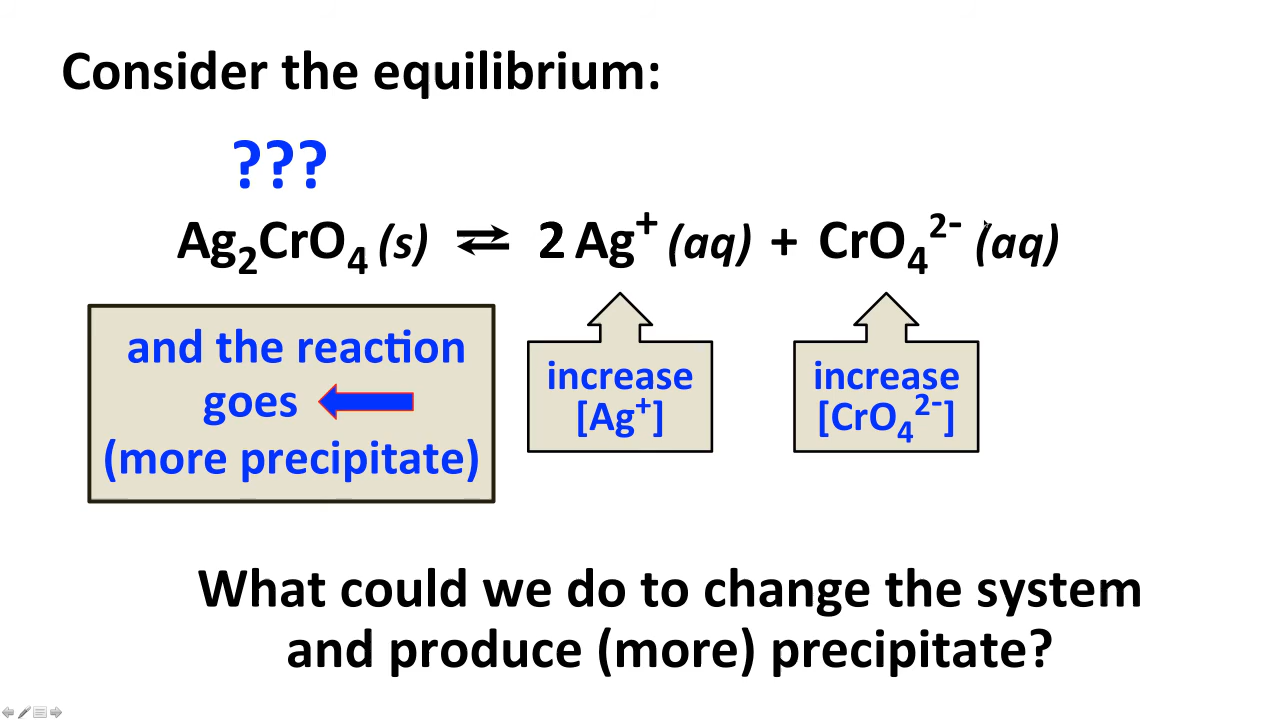 Consider the equilibrium:
???
Ag₂CrO₄ (s) ⇌ 2 Ag⁺ (aq) + CrO₄²⁻ (aq)
and the reaction
goes
(more precipitate)
increase
[Ag⁺]
increase
[CrO₄²⁻]
What could we do to change the system
and produce (more) precipitate?